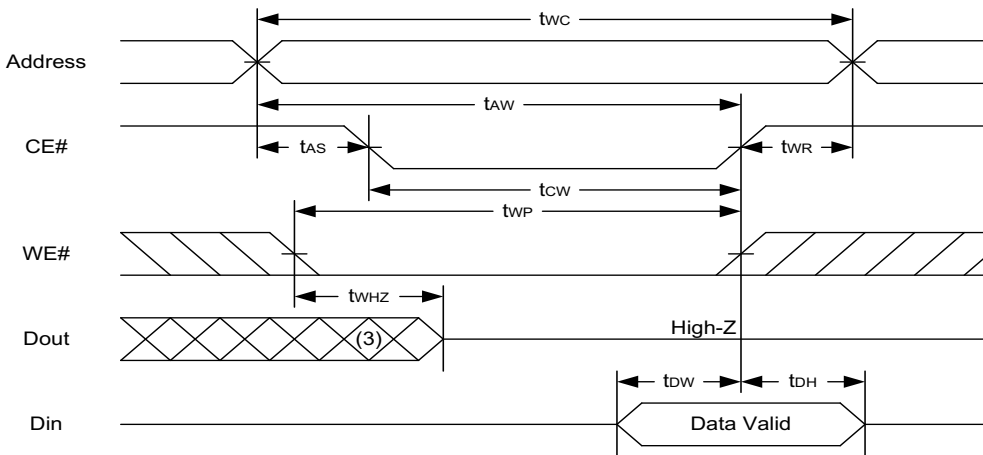 tWC
Address
tAW
CE#
tAS
tWR
tCW
tWP
WE#
tWHZ
Dout
(3)
High-Z
tDW
tDH
Din
Data Valid